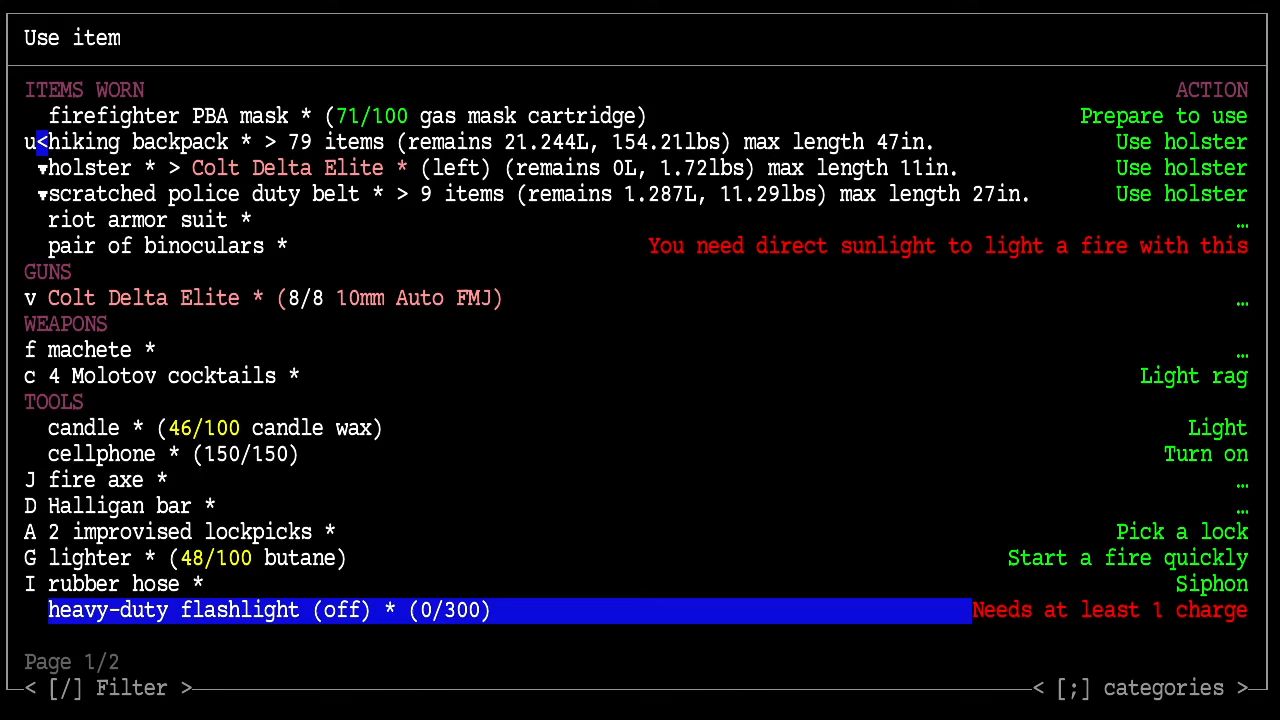 Use item
ITEMS WORN ACTION
firefighter PBA mask * (71/100 gas mask cartridge) Prepare to use
u<hiking backpack * > 79 items (remains 21.244L, 154.21lbs) max length 47in. Use holster
▾holster * > Colt Delta Elite * (left) (remains 0L, 1.72lbs) max length 11in. Use holster
▾scratched police duty belt * > 9 items (remains 1.287L, 11.29lbs) max length 27in. Use holster
riot armor suit * …
pair of binoculars * You need direct sunlight to light a fire with this
GUNS
v Colt Delta Elite * (8/8 10mm Auto FMJ) …
WEAPONS
f machete * …
c 4 Molotov cocktails * Light rag
TOOLS
candle * (46/100 candle wax) Light
cellphone * (150/150) Turn on
J fire axe * …
D Halligan bar * …
A 2 improvised lockpicks * Pick a lock
G lighter * (48/100 butane) Start a fire quickly
I rubber hose * Siphon
heavy-duty flashlight (off) * (0/300) Needs at least 1 charge
Page 1/2
< [/] Filter > < [;] categories >